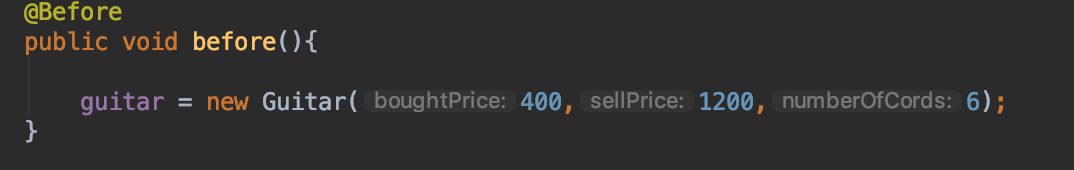 @Before
public void before(){
guitar = new Guitar( boughtPrice: 400, sellPrice: 1200, numberOfCords: 6);
}